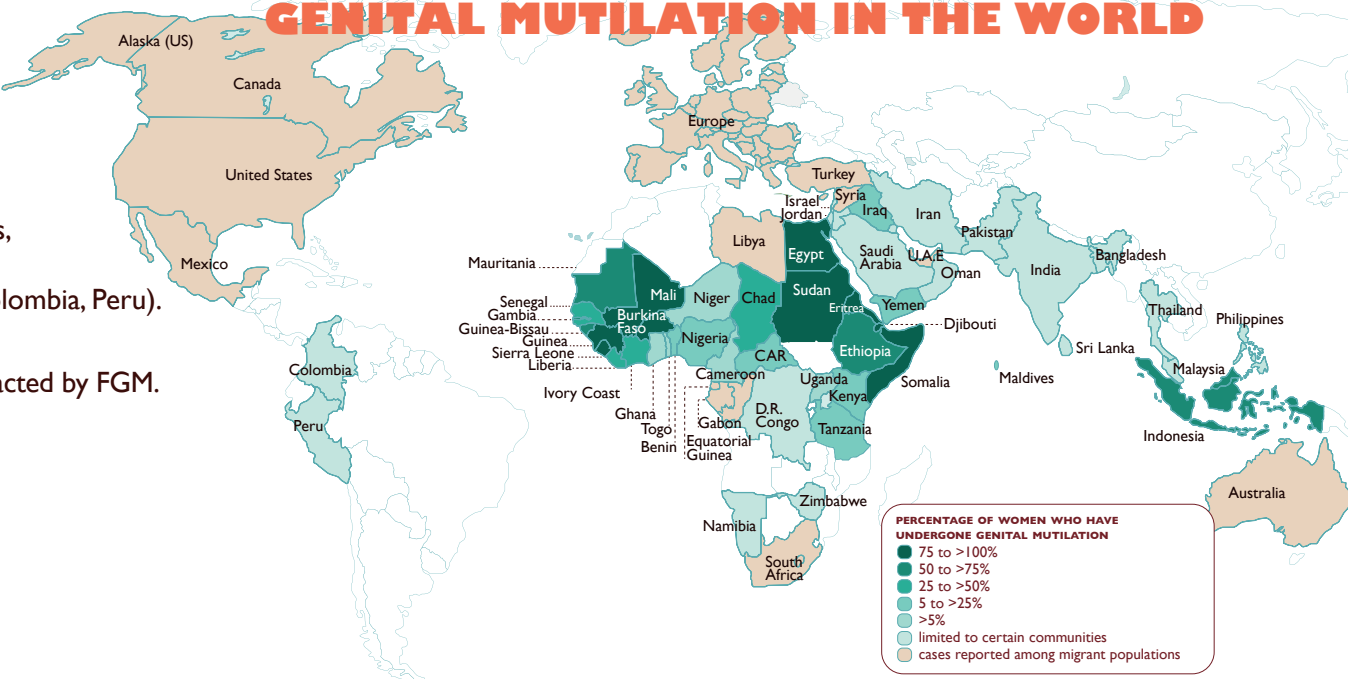 GENITAL MUTILATION IN THE WORLD
Alaska (US)
Canada
Europe
United States
Turkey
s,
Israel
Syria
Jordan
Iraq
Iran
Pakistan
Libya
Egypt
Saudi
Arabia
U.A.E
Bangladesh
Mexico
Mauritania
India
Oman
olombia, Peru).
Mali
Niger
Chad
Sudan
Eritrea
Yemen
Senegal
Gambia
Burkina
Faso
Thailand
Philippines
Guinea-Bissau
Djibouti
Guinea
Nigeria
Sierra Leone
CAR
Ethiopia
Sri Lanka
Liberia
Colombia
Cameroon
Uganda
Somalia
Maldives
Malaysia
acted by FGM.
Ivory Coast
Kenya
Ghana
D.R.
Congo
Gabon
Peru
Togo
Tanzania
Indonesia
Benin
Equatorial
Guinea
Zimbabwe
Australia
Namibia
South
Africa
PERCENTAGE OF WOMEN WHO HAVE
UNDERGONE GENITAL MUTILATION
75 to >100%
50 to >75%
25 to >50%
5 to >25%
>5%
limited to certain communities
cases reported among migrant populations